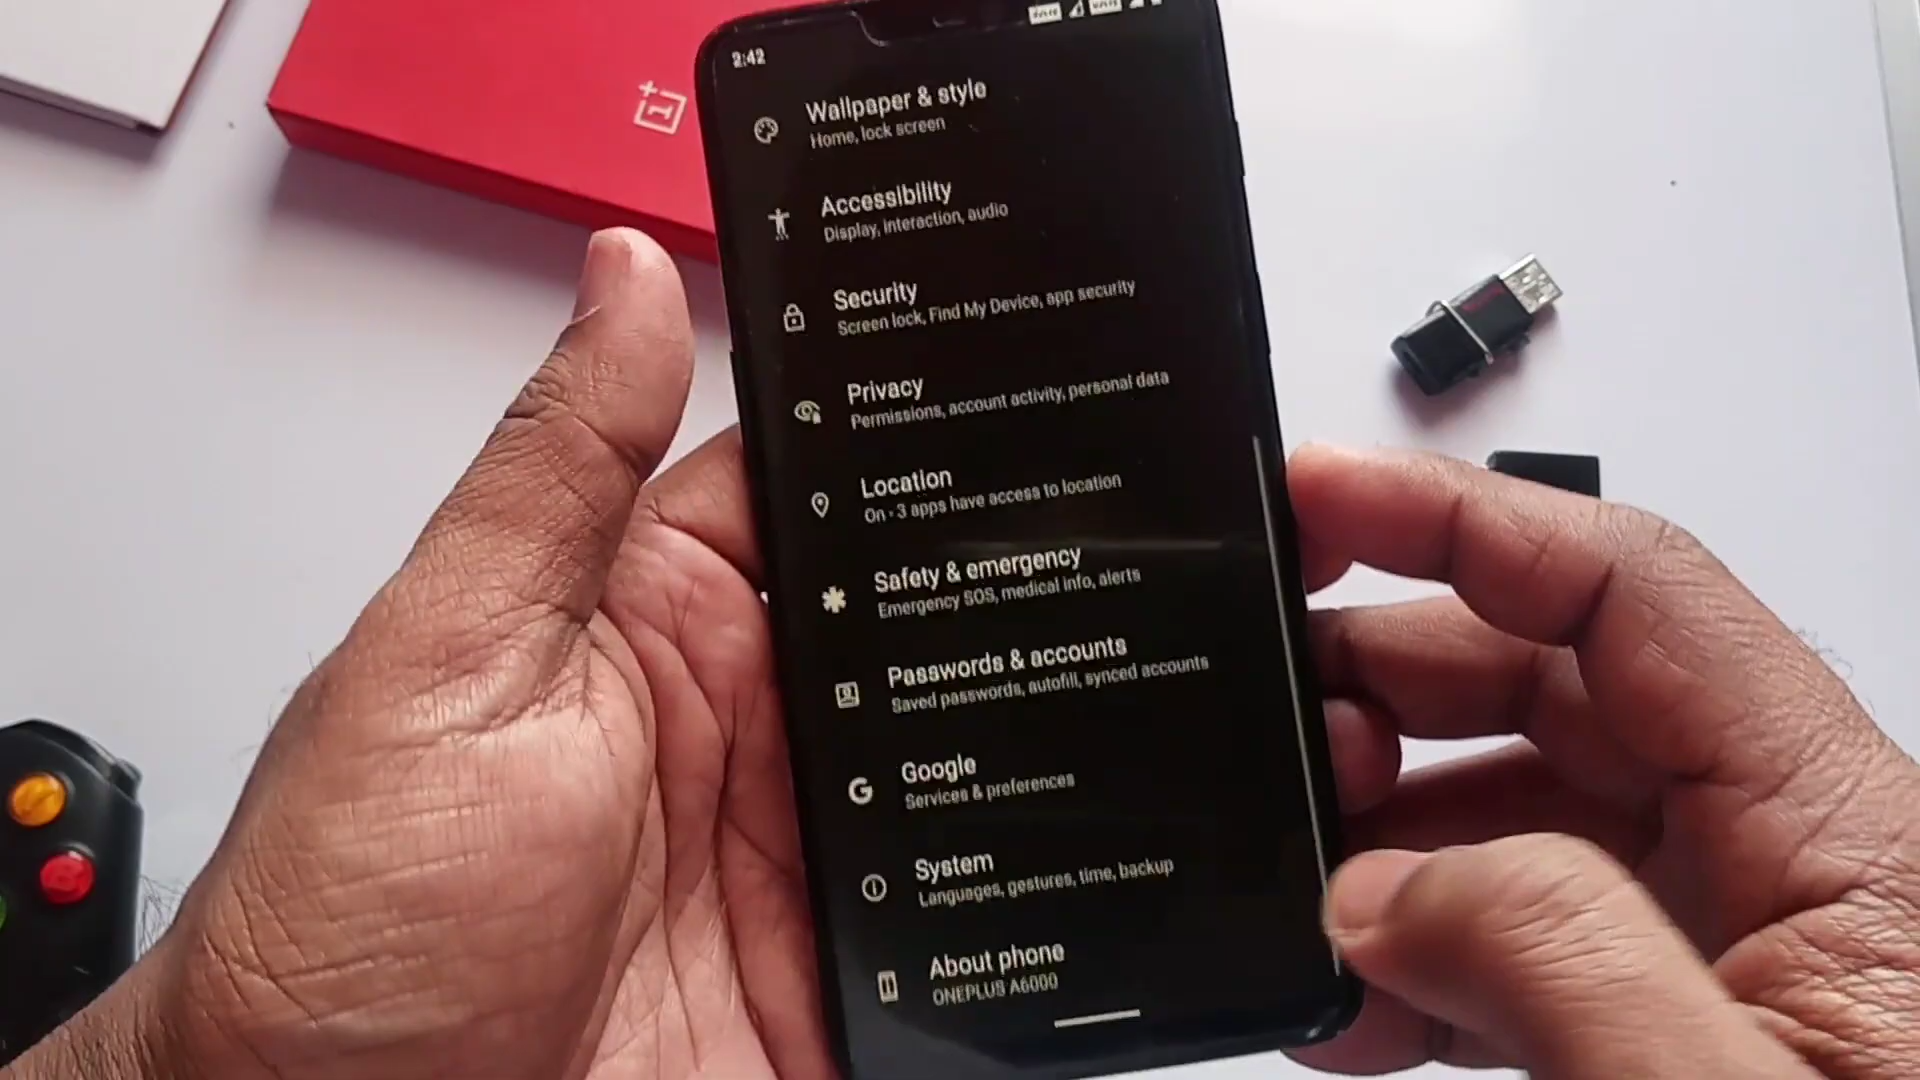 2:42
Wallpaper & style
Home, lock screen
Accessibility
Display, interaction, audio
Security
Screen lock, Find My Device, app security
Privacy
Permissions, account activity, personal data
Location
On · 3 apps have access to location
Safety & emergency
Emergency SOS, medical info, alerts
Passwords & accounts
Saved passwords, autofill, synced accounts
Google
Services & preferences
System
Languages, gestures, time, backup
About phone
ONEPLUS A6000